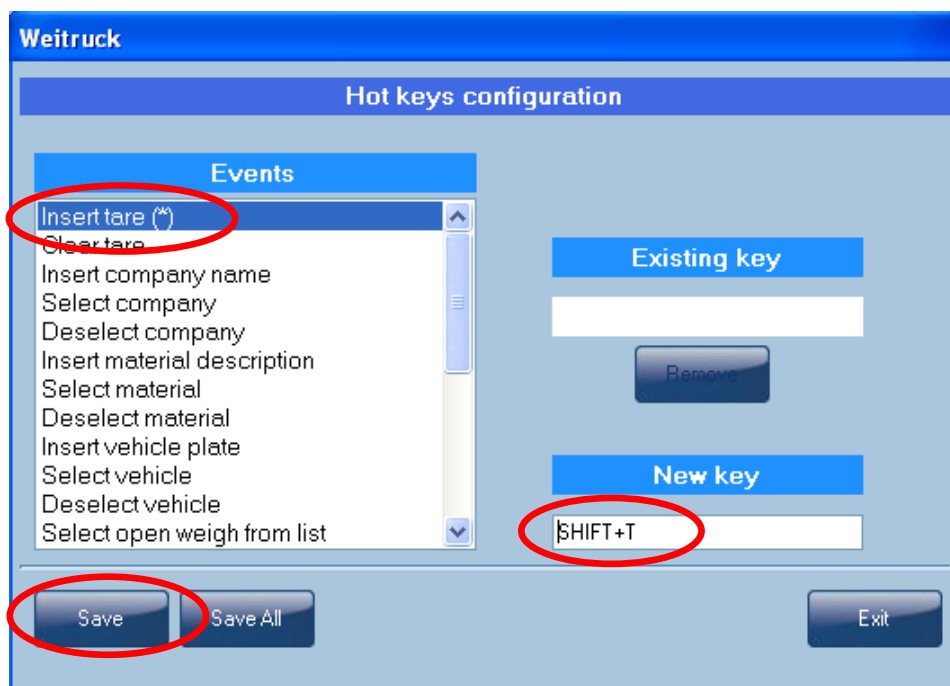 Weitruck
Hot keys configuration
Events
Insert tare (*)
Clear tare
Insert company name
Select company
Deselect company
Insert material description
Select material
Deselect material
Insert vehicle plate
Select vehicle
Deselect vehicle
Select open weigh from list
Existing key
Remove
New key
SHIFT+T
Save
Save All
Exit